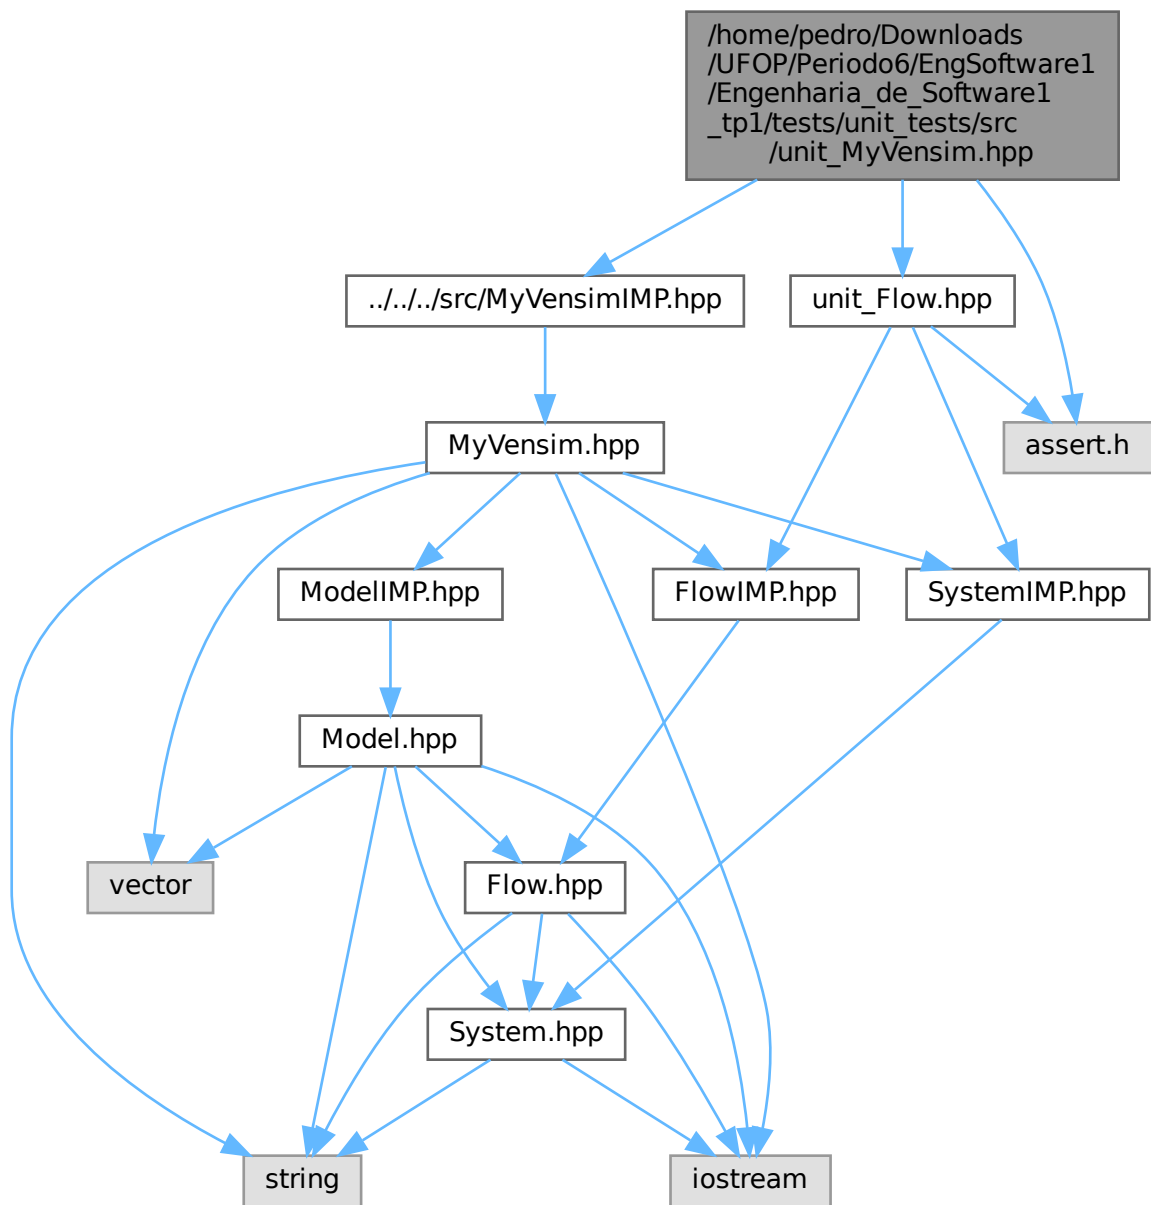 /home/pedro/Downloads
/UFOP/Periodo6/EngSoftware1
/Engenharia_de_Software1
_tp1/tests/unit_tests/src
/unit_MyVensim.hpp
../../../src/MyVensimIMP.hpp
unit_Flow.hpp
MyVensim.hpp
assert.h
ModelIMP.hpp
FlowIMP.hpp
SystemIMP.hpp
Model.hpp
vector
Flow.hpp
System.hpp
string
iostream